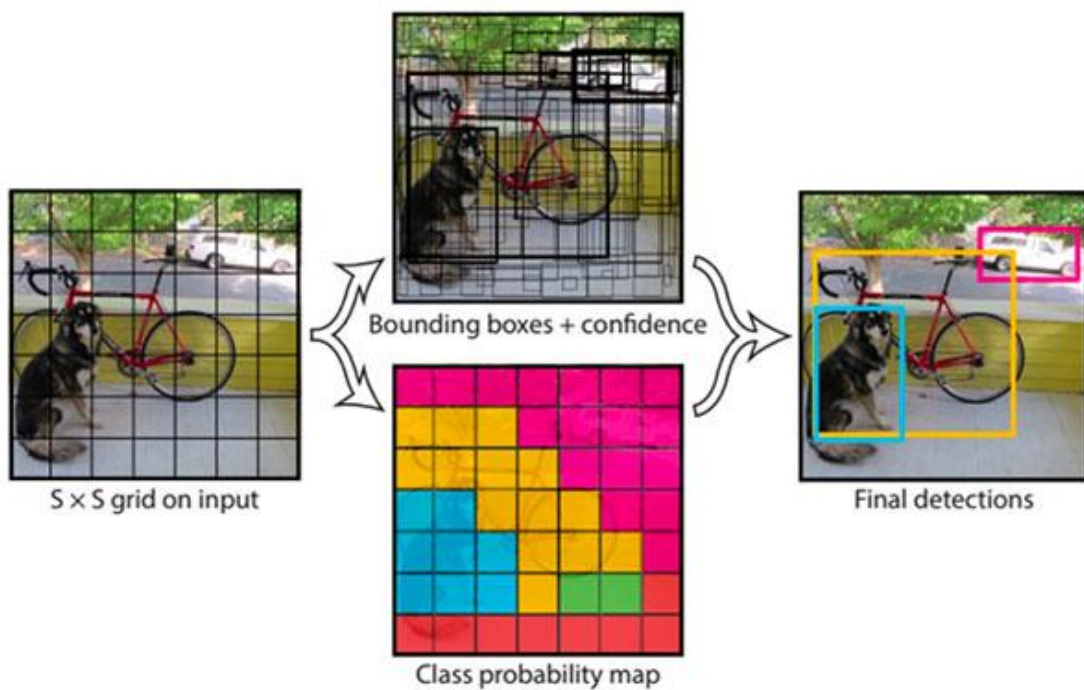 Bounding boxes + confidence
S × S grid on input
Final detections
Class probability map